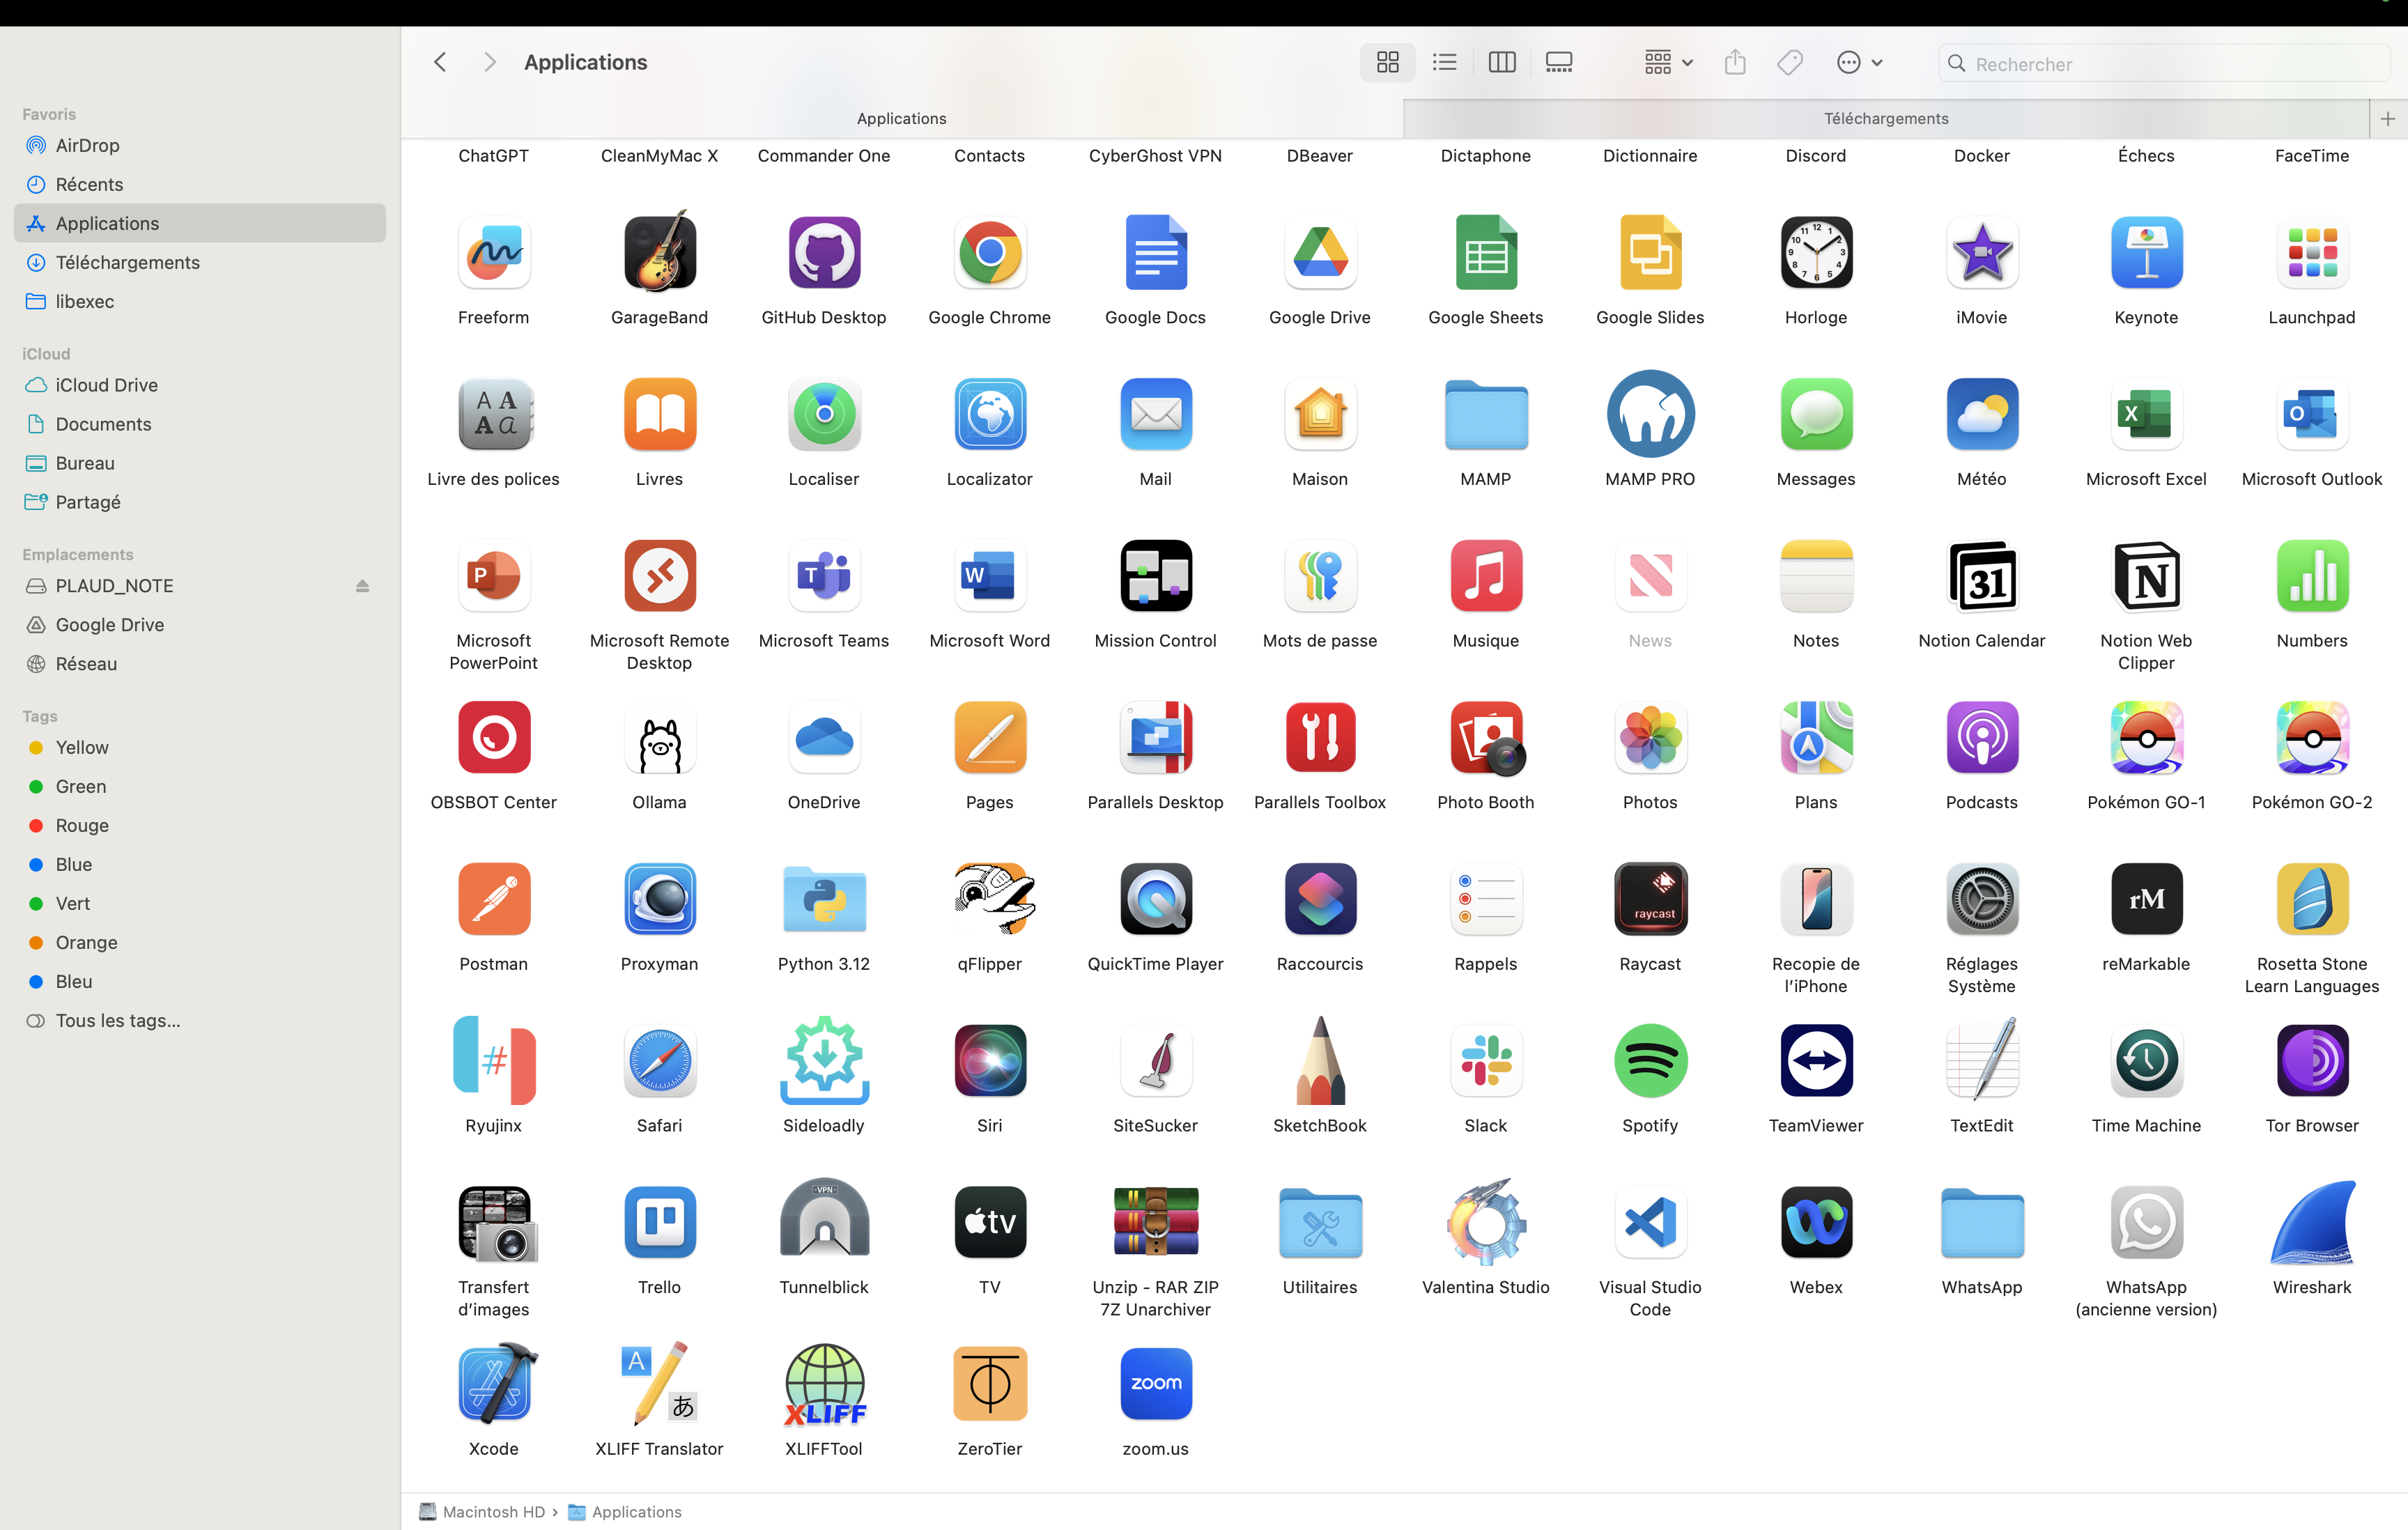 Applications
Rechercher
Applications
Téléchargements
Favoris
AirDrop
Récents
Applications
Téléchargements
libexec
iCloud
iCloud Drive
Documents
Bureau
Partagé
Emplacements
PLAUD_NOTE
Google Drive
Réseau
Tags
Yellow
Green
Rouge
Blue
Vert
Orange
Bleu
Tous les tags...
ChatGPT
CleanMyMac X
Commander One
Contacts
CyberGhost VPN
DBeaver
Dictaphone
Dictionnaire
Discord
Docker
Échecs
FaceTime
Freeform
GarageBand
GitHub Desktop
Google Chrome
Google Docs
Google Drive
Google Sheets
Google Slides
Horloge
iMovie
Keynote
Launchpad
Livre des polices
Livres
Localiser
Localizator
Mail
Maison
MAMP
MAMP PRO
Messages
Météo
Microsoft Excel
Microsoft Outlook
31
Microsoft
PowerPoint
Microsoft Remote
Desktop
Microsoft Teams
Microsoft Word
Mission Control
Mots de passe
Musique
News
Notes
Notion Calendar
Notion Web
Clipper
Numbers
OBSBOT Center
Ollama
OneDrive
Pages
Parallels Desktop
Parallels Toolbox
Photo Booth
Photos
Plans
Podcasts
Pokémon GO-1
Pokémon GO-2
raycast
rM
Postman
Proxyman
Python 3.12
qFlipper
QuickTime Player
Raccourcis
Rappels
Raycast
Recopie de
l’iPhone
Réglages
Système
reMarkable
Rosetta Stone
Learn Languages
Ryujinx
Safari
Sideloadly
Siri
SiteSucker
SketchBook
Slack
Spotify
TeamViewer
TextEdit
Time Machine
Tor Browser
VPN
tv
Transfert
d’images
Trello
Tunnelblick
TV
Unzip - RAR ZIP
7Z Unarchiver
Utilitaires
Valentina Studio
Visual Studio
Code
Webex
WhatsApp
WhatsApp
(ancienne version)
Wireshark
A
あ
XLIFF
zoom
Xcode
XLIFF Translator
XLIFFTool
ZeroTier
zoom.us
Macintosh HD › Applications